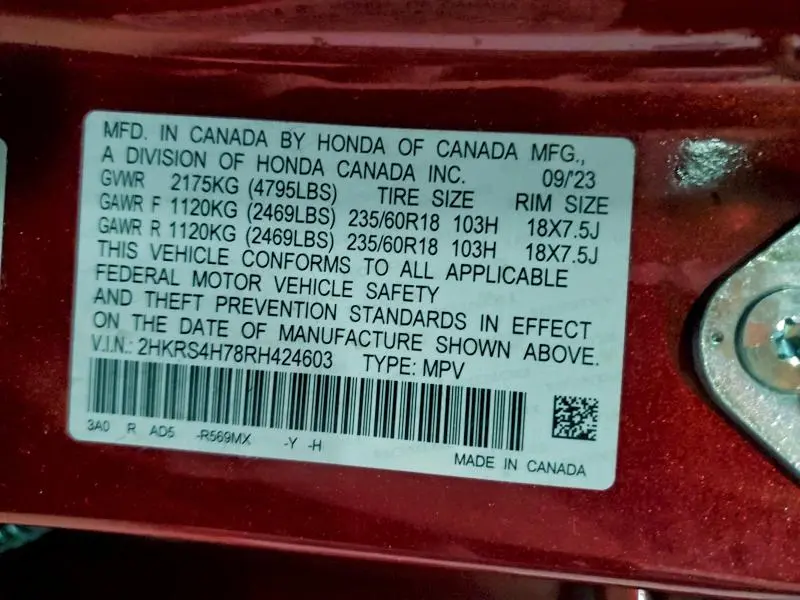 MFD. IN CANADA BY HONDA OF CANADA MFG.,
A DIVISION OF HONDA CANADA INC. 09/'23
GVWR 2175KG (4795LBS) TIRE SIZE RIM SIZE
GAWR F 1120KG (2469LBS) 235/60R18 103H 18X7.5J
GAWR R 1120KG (2469LBS) 235/60R18 103H 18X7.5J
THIS VEHICLE CONFORMS TO ALL APPLICABLE
FEDERAL MOTOR VEHICLE SAFETY
AND THEFT PREVENTION STANDARDS IN EFFECT
ON THE DATE OF MANUFACTURE SHOWN ABOVE.
V.I.N.: 2HKRS4H78RH424603 TYPE: MPV
3A0 R AD5 -R569MX -Y -H
MADE IN CANADA